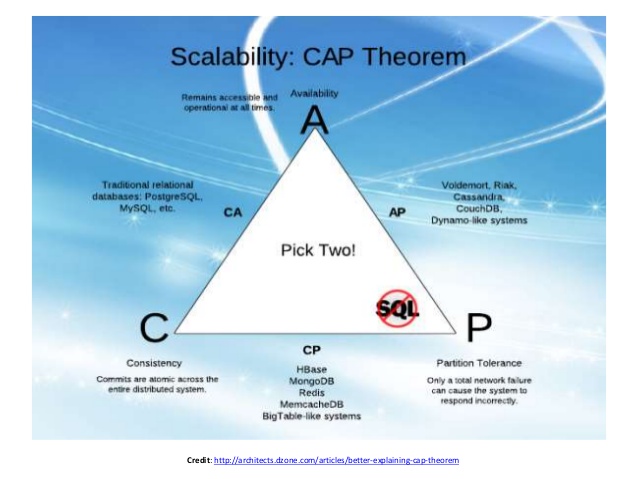 Scalability: CAP Theorem
Remains accessible and
operational at all times.
Availability
A
Traditional relational
databases: PostgreSQL,
MySQL, etc.
CA
AP
Voldemort, Riak,
Cassandra,
CouchDB,
Dynamo-like systems
Pick Two!
SQL
C
P
Consistency
Commits are atomic across the
entire distributed system.
CP
HBase
MongoDB
Redis
MemcacheDB
BigTable-like systems
Partition Tolerance
Only a total network failure
can cause the system to
respond incorrectly.
Credit: http://architects.dzone.com/articles/better-explaining-cap-theorem